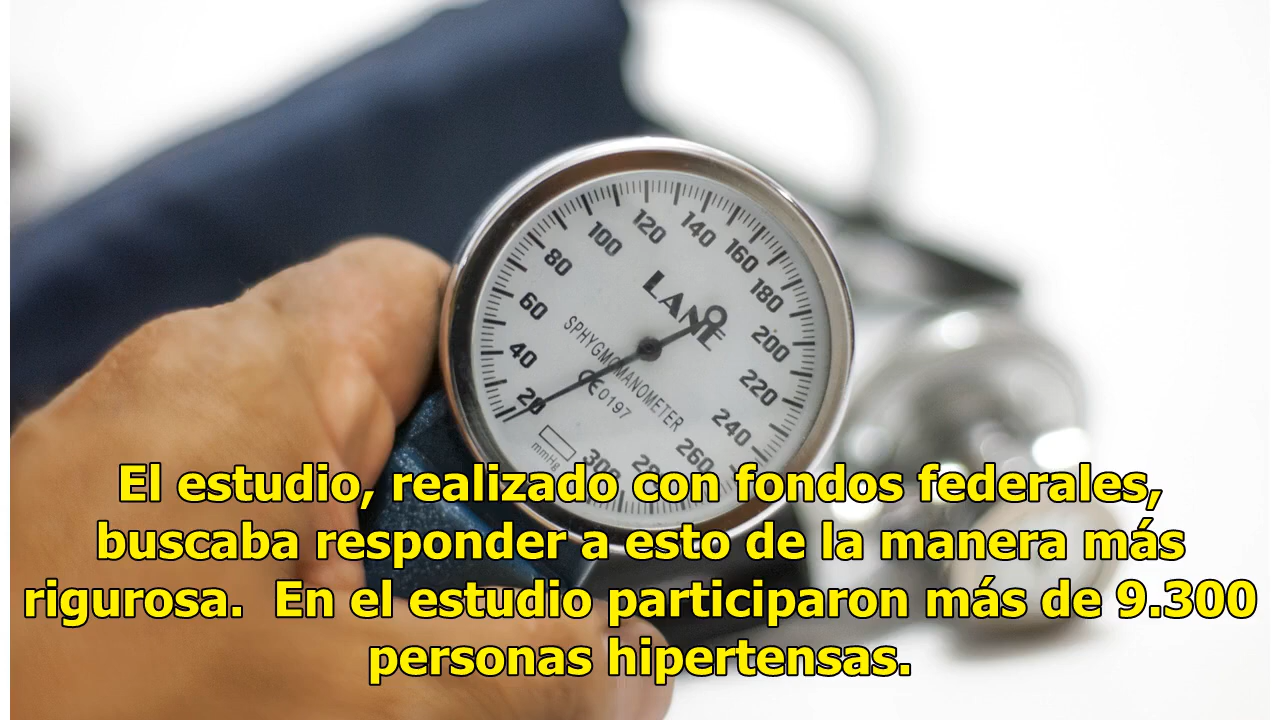 20
40
60
80
100
120
140
160
180
200
220
240
260
LANE
SPHYGMOMANOMETER
CE0197
mmHg
El estudio, realizado con fondos federales,
buscaba responder a esto de la manera más
rigurosa.  En el estudio participaron más de 9.300
personas hipertensas.